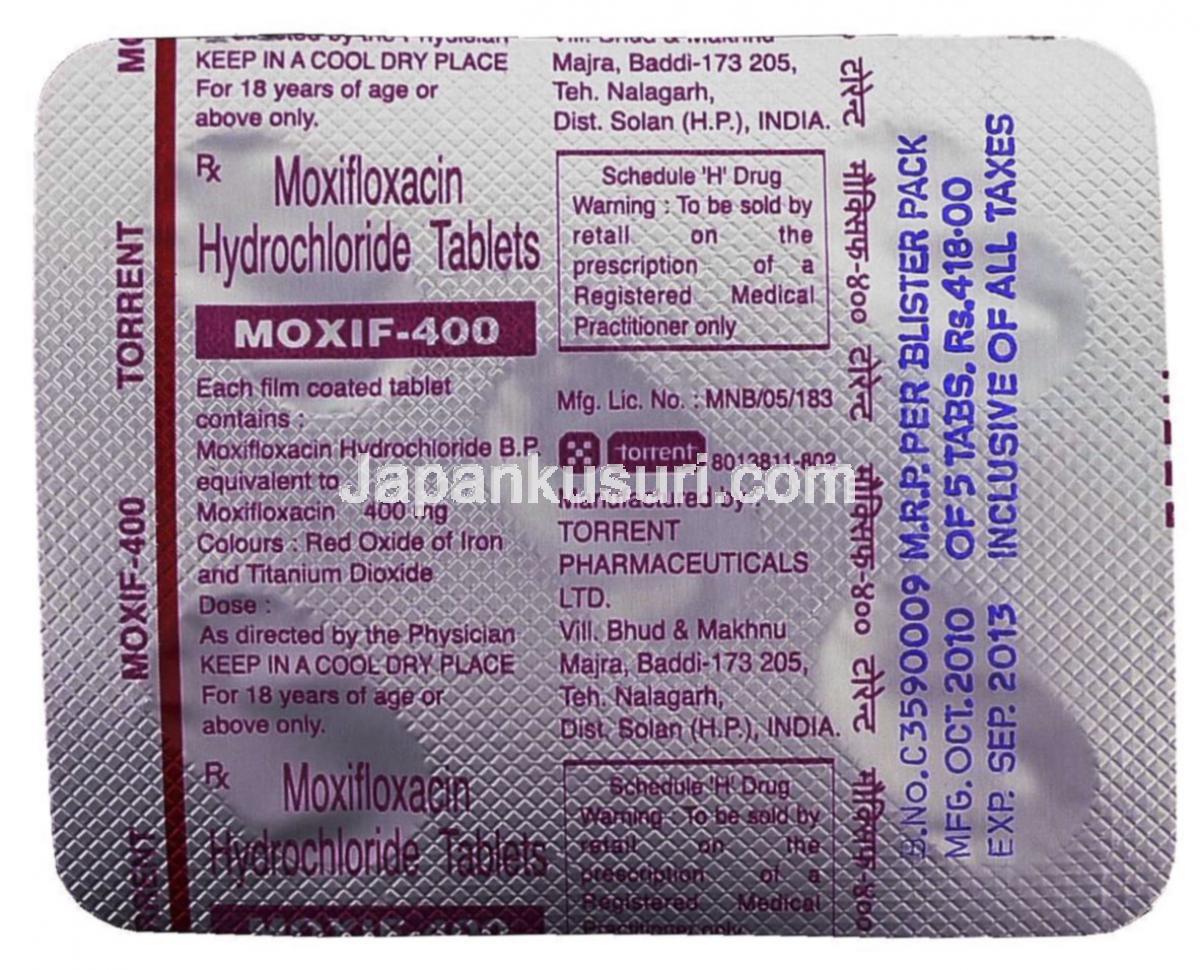 KEEP IN A COOL DRY PLACE
For 18 years of age or
above only.
Rx Moxifloxacin
Hydrochloride Tablets
MOXIF-400
Each film coated tablet
contains :
Moxifloxacin Hydrochloride B.P.
equivalent to
Moxifloxacin 400 mg
Colours : Red Oxide of Iron
and Titanium Dioxide
Dose :
As directed by the Physician
KEEP IN A COOL DRY PLACE
For 18 years of age or
above only.
Rx Moxifloxacin
Hydrochloride Tablets
Majra, Baddi-173 205,
Teh. Nalagarh,
Dist. Solan (H.P.), INDIA.
Schedule 'H' Drug
Warning : To be sold by
retail on the
prescription of a
Registered Medical
Practitioner only
Mfg. Lic. No. : MNB/05/183
torrent 8013811-802
Manufactured by :
TORRENT
PHARMACEUTICALS
LTD.
Vill. Bhud & Makhnu
Majra, Baddi-173 205,
Teh. Nalagarh,
Dist. Solan (H.P.), INDIA.
Schedule 'H' Drug
Warning : To be sold by
retail on the
prescription of a
Registered Medical
Practitioner only
MOXIF-400 TORRENT
टोरेन्ट मॉक्सिफ-४०० टोरेन्ट मॉक्सिफ-४०० टोरेन्ट
B.NO.C3590009 M.R.P. PER BLISTER PACK
MFG. OCT.2010 OF 5 TABS. Rs.418·00
EXP. SEP. 2013 INCLUSIVE OF ALL TAXES
Japankusuri.com